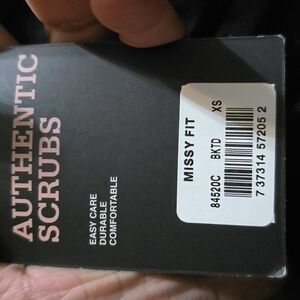 AUTHENTIC
SCRUBS
EASY CARE
DURABLE
COMFORTABLE
MISSY FIT
84520C BKTD XS
7 37314 57205 2